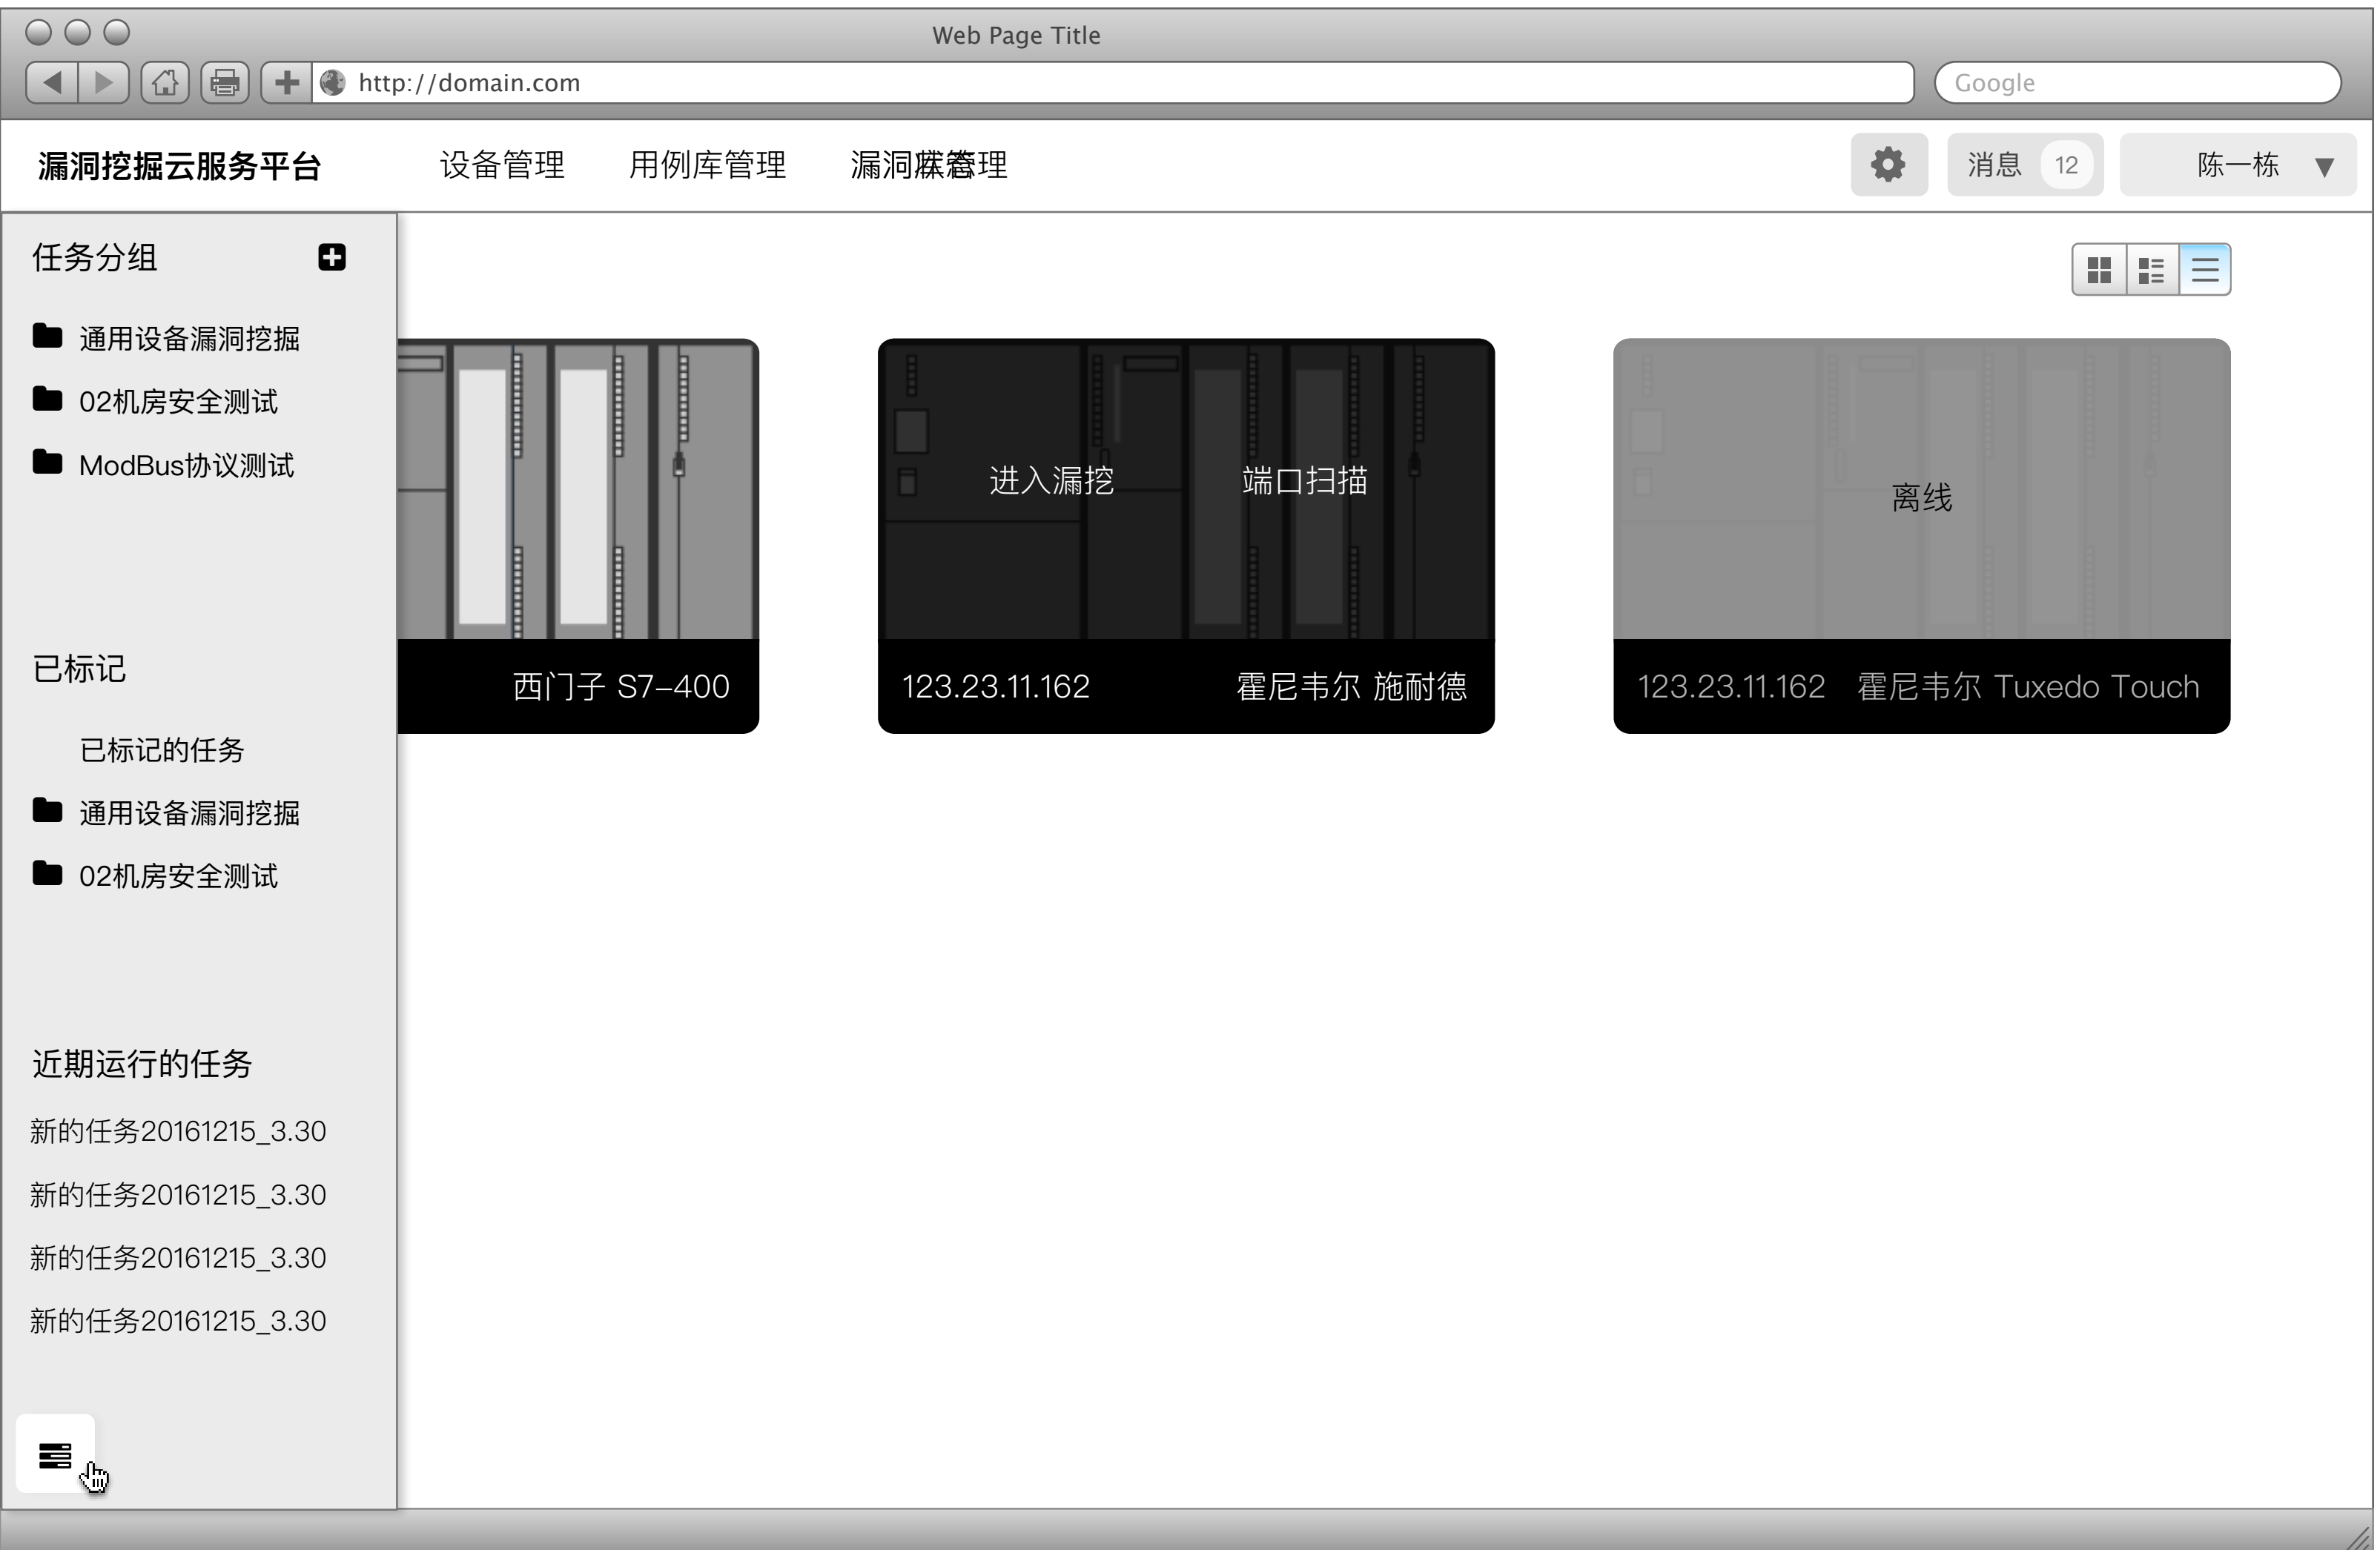 Web Page Title
http://domain.com
Google
漏洞挖掘云服务平台 设备管理 用例库管理 消息 12 陈一栋
任务分组
通用设备漏洞挖掘
02机房安全测试
ModBus协议测试
已标记
已标记的任务
通用设备漏洞挖掘
02机房安全测试
近期运行的任务
新的任务20161215_3.30
新的任务20161215_3.30
新的任务20161215_3.30
新的任务20161215_3.30
西门子 S7-400
进入漏挖 端口扫描
123.23.11.162 霍尼韦尔 施耐德
离线
123.23.11.162 霍尼韦尔 Tuxedo Touch